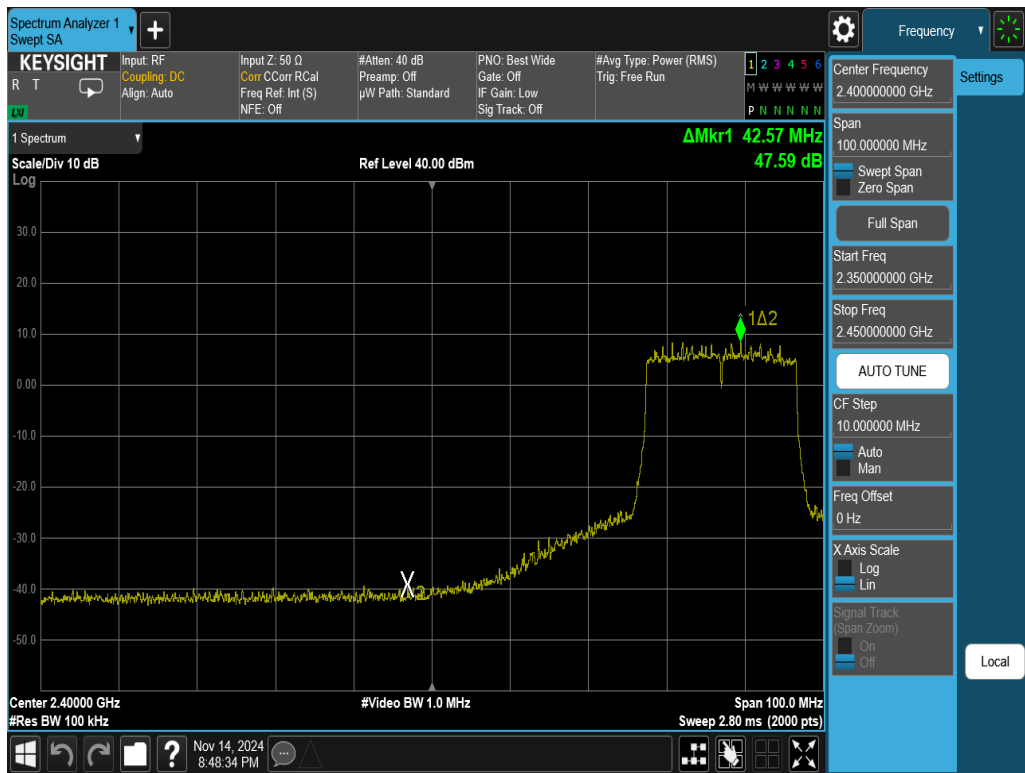 Spectrum Analyzer 1
Swept SA
Frequency
KEYSIGHT
R T
LXI
Input: RF
Coupling: DC
Align: Auto
Input Z: 50 Ω
Corr CCorr RCal
Freq Ref: Int (S)
NFE: Off
#Atten: 40 dB
Preamp: Off
µW Path: Standard
PNO: Best Wide
Gate: Off
IF Gain: Low
Sig Track: Off
#Avg Type: Power (RMS)
Trig: Free Run
1 2 3 4 5 6
M W W W W W
P N N N N N
1 Spectrum
Scale/Div 10 dB
Log
Ref Level 40.00 dBm
ΔMkr1 42.57 MHz
47.59 dB
30.0
20.0
10.0
0.00
-10.0
-20.0
-30.0
-40.0
-50.0
1Δ2
X2
Center 2.40000 GHz
#Res BW 100 kHz
#Video BW 1.0 MHz
Span 100.0 MHz
Sweep 2.80 ms (2000 pts)
Center Frequency
2.400000000 GHz
Span
100.000000 MHz
Swept Span
Zero Span
Full Span
Start Freq
2.350000000 GHz
Stop Freq
2.450000000 GHz
AUTO TUNE
CF Step
10.000000 MHz
Auto
Man
Freq Offset
0 Hz
X Axis Scale
Log
Lin
Signal Track
(Span Zoom)
On
Off
Settings
Local
?
Nov 14, 2024
8:48:34 PM